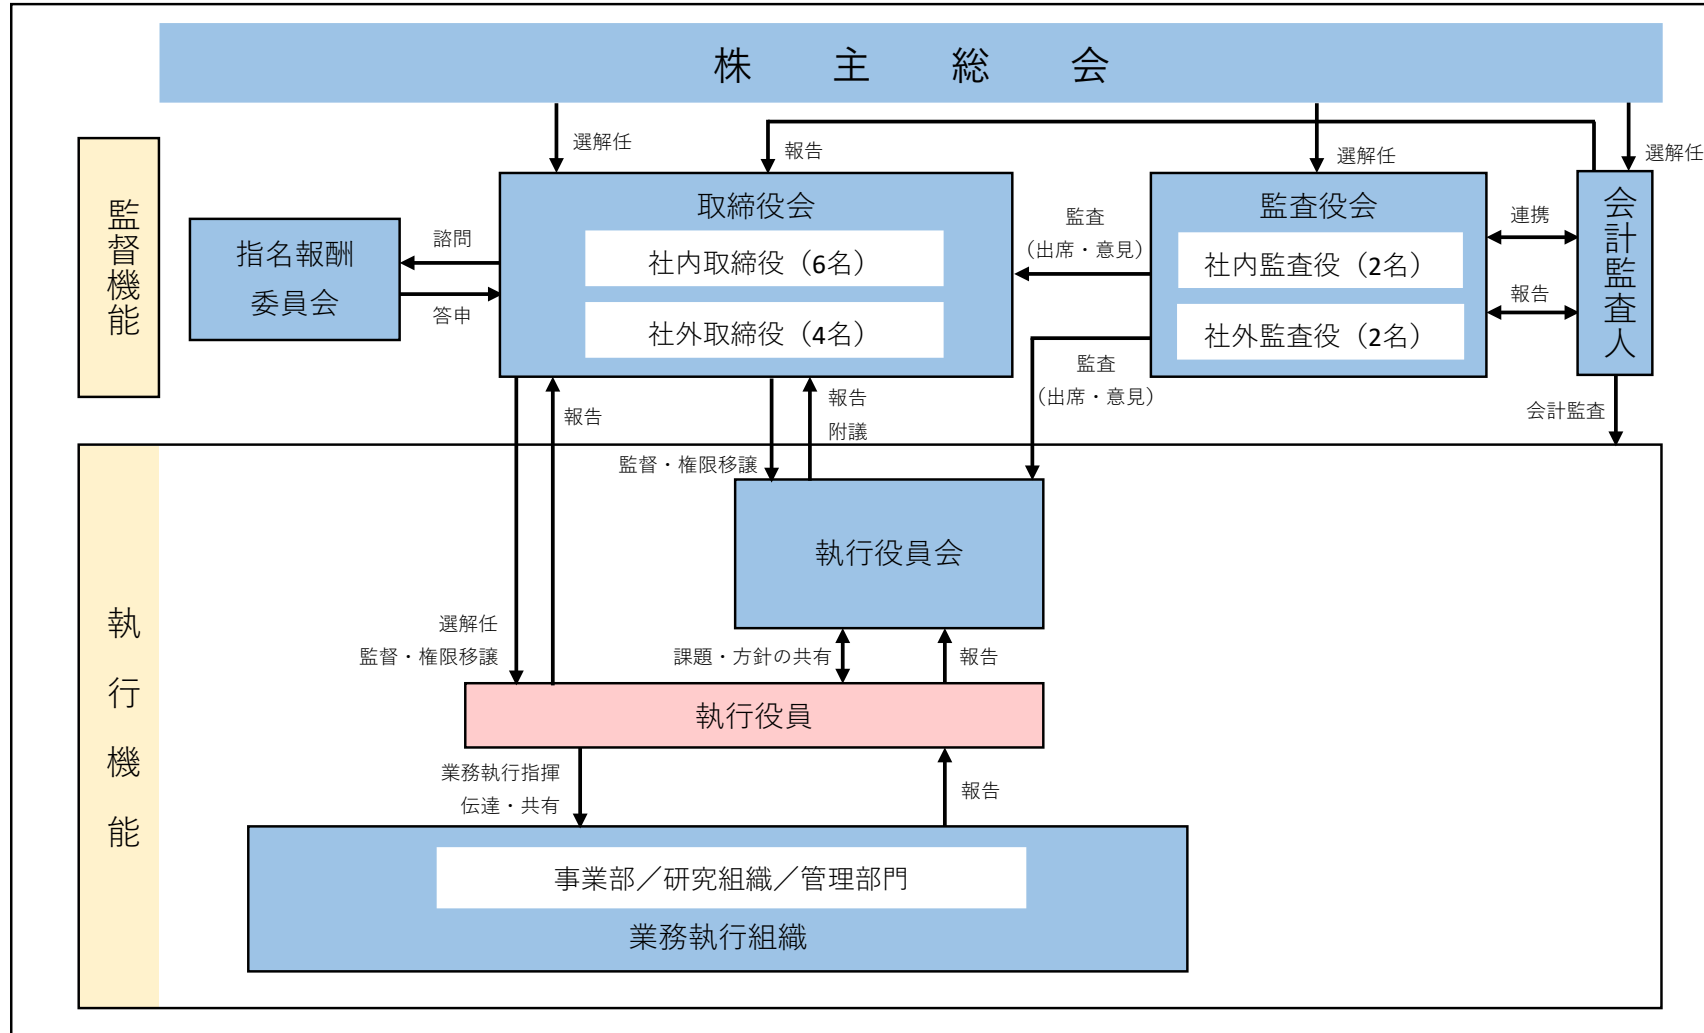 株主総会
選解任
報告
選解任
選解任
監督機能
指名報酬
委員会
諮問
答申
取締役会
社内取締役（6名）
社外取締役（4名）
監査
（出席・意見）
監査役会
社内監査役（2名）
社外監査役（2名）
連携
報告
会計監査人
監査
（出席・意見）
会計監査
報告
報告
附議
監督・権限移譲
執行機能
執行役員会
選解任
監督・権限移譲
課題・方針の共有
報告
執行役員
業務執行指揮
伝達・共有
報告
事業部／研究組織／管理部門
業務執行組織